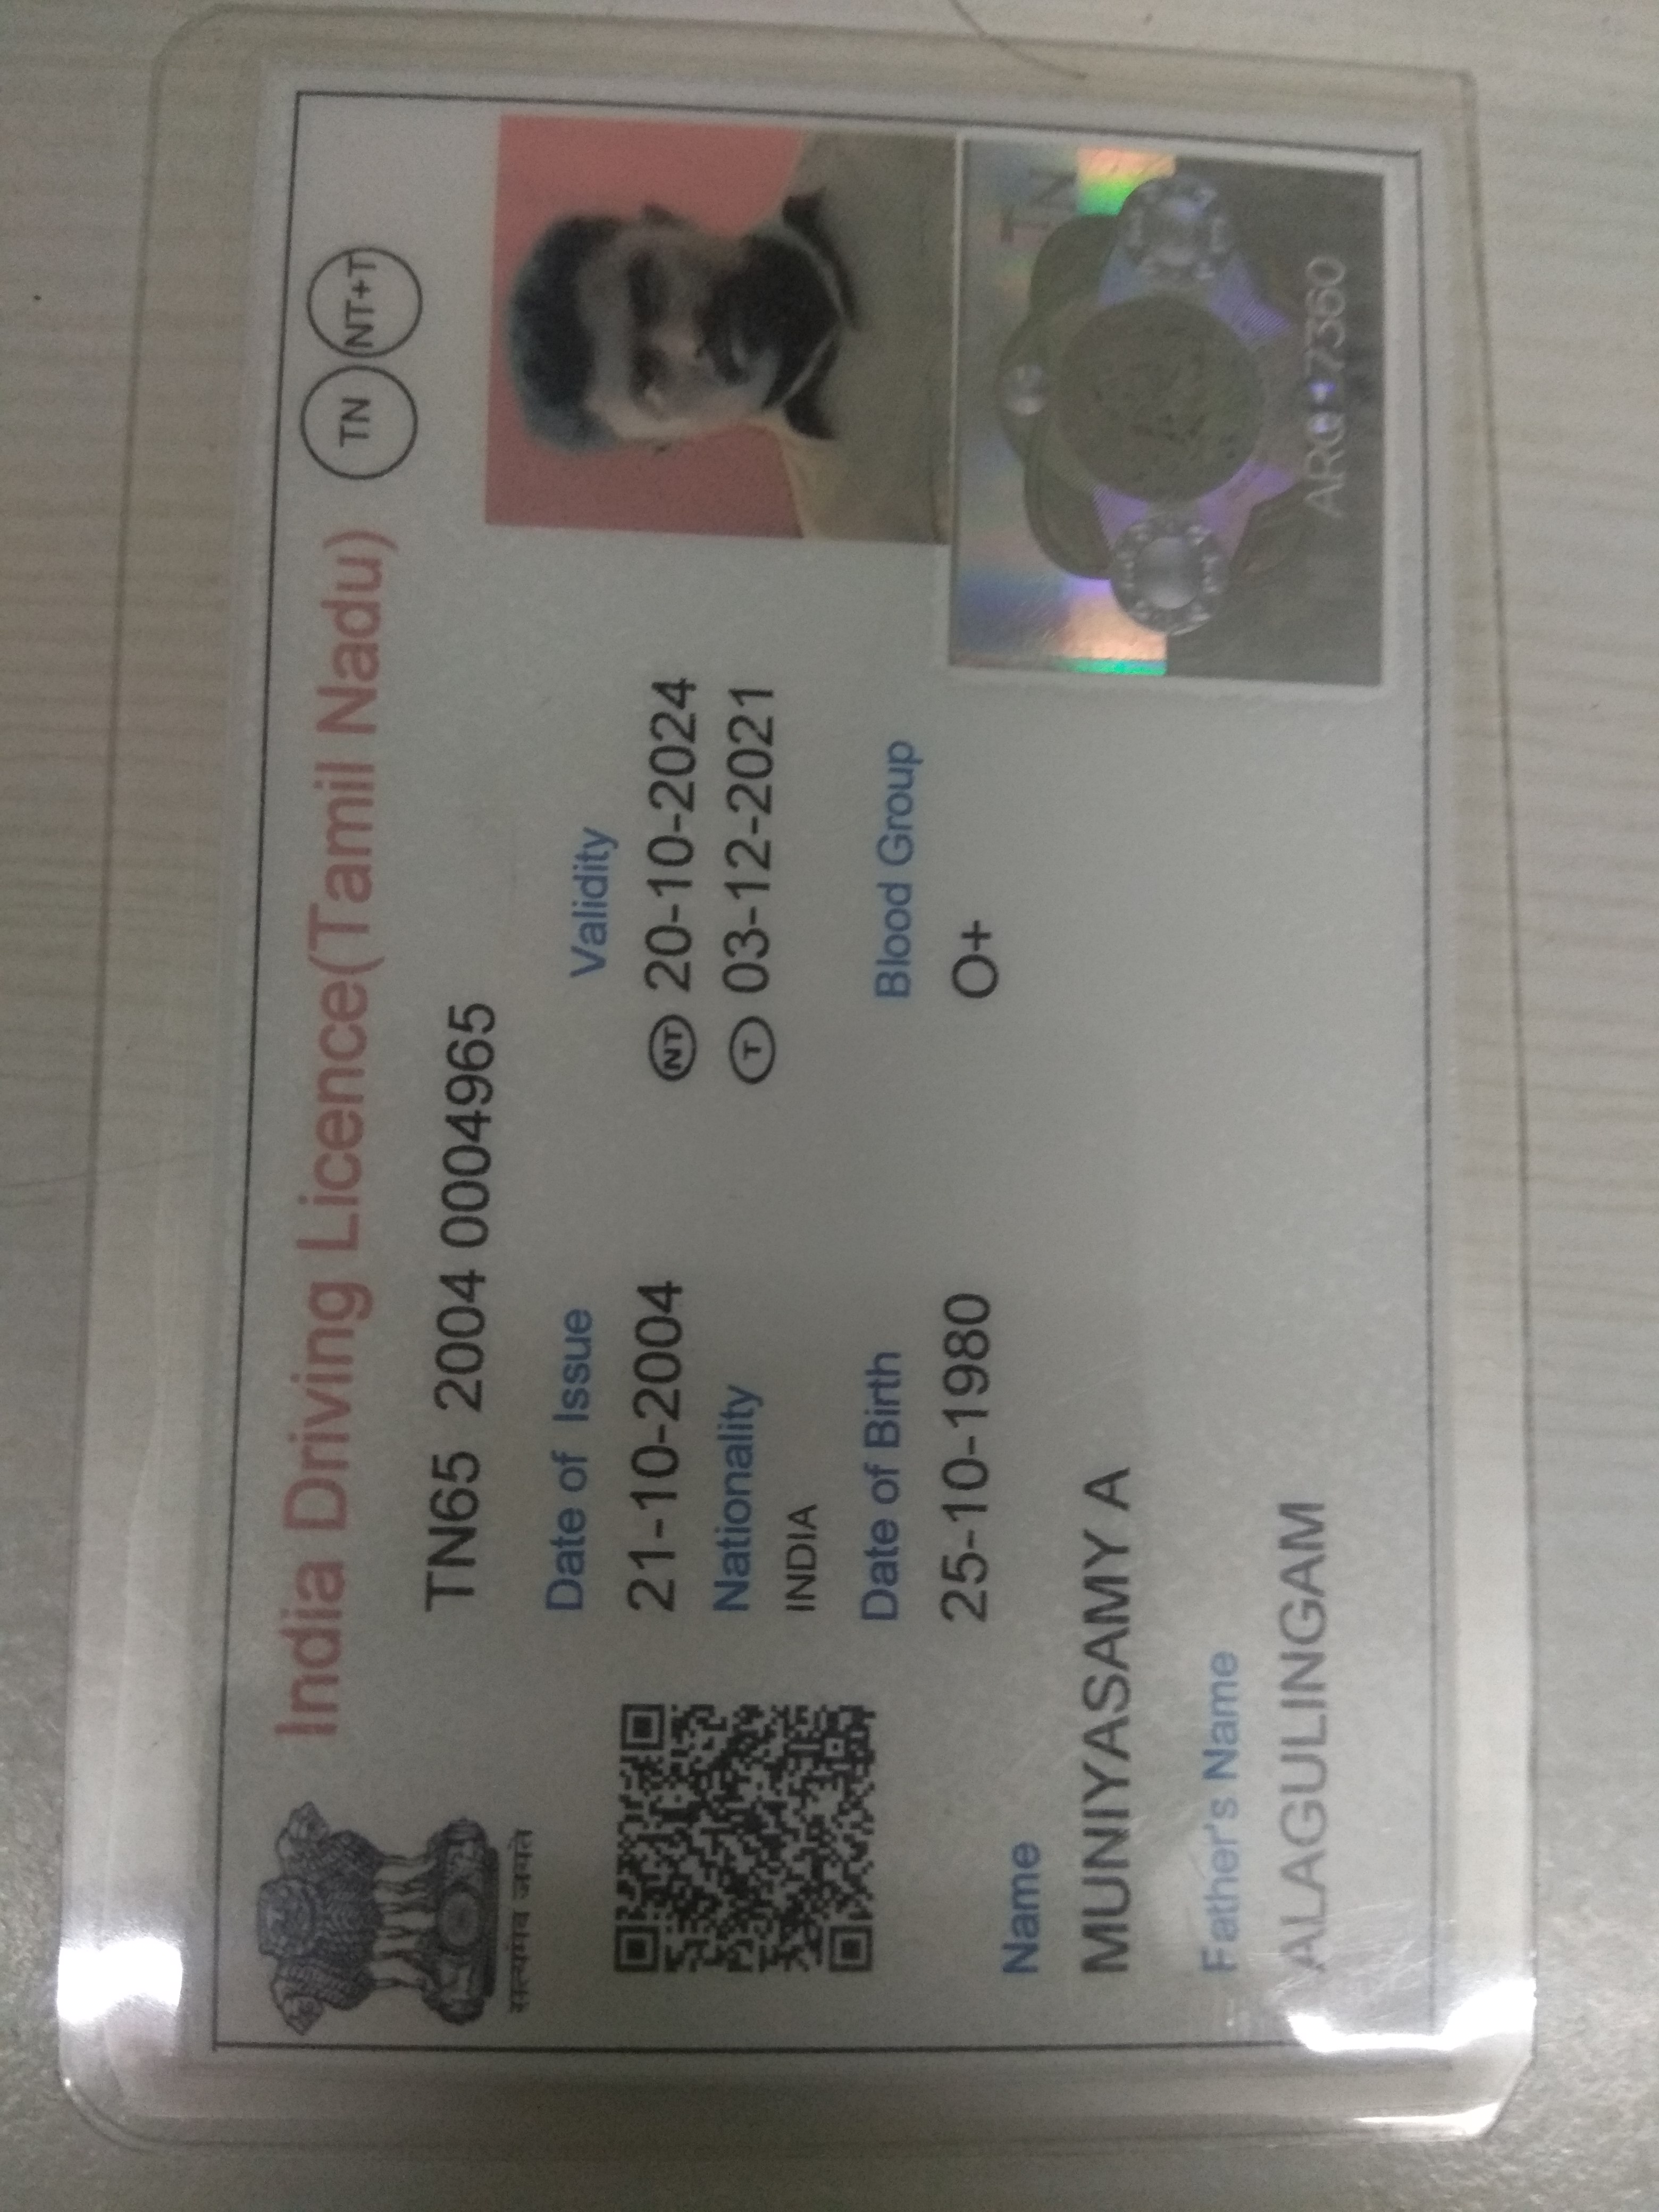 सत्यमेव जयते
India Driving Licence(Tamil Nadu)
TN
NT+T
TN65 2004 0004965
Date of Issue
Validity
21-10-2004
NT 20-10-2024
T 03-12-2021
Nationality
INDIA
Date of Birth
Blood Group
25-10-1980
O+
Name
MUNIYASAMY A
Father's Name
ALAGULINGAM
TN